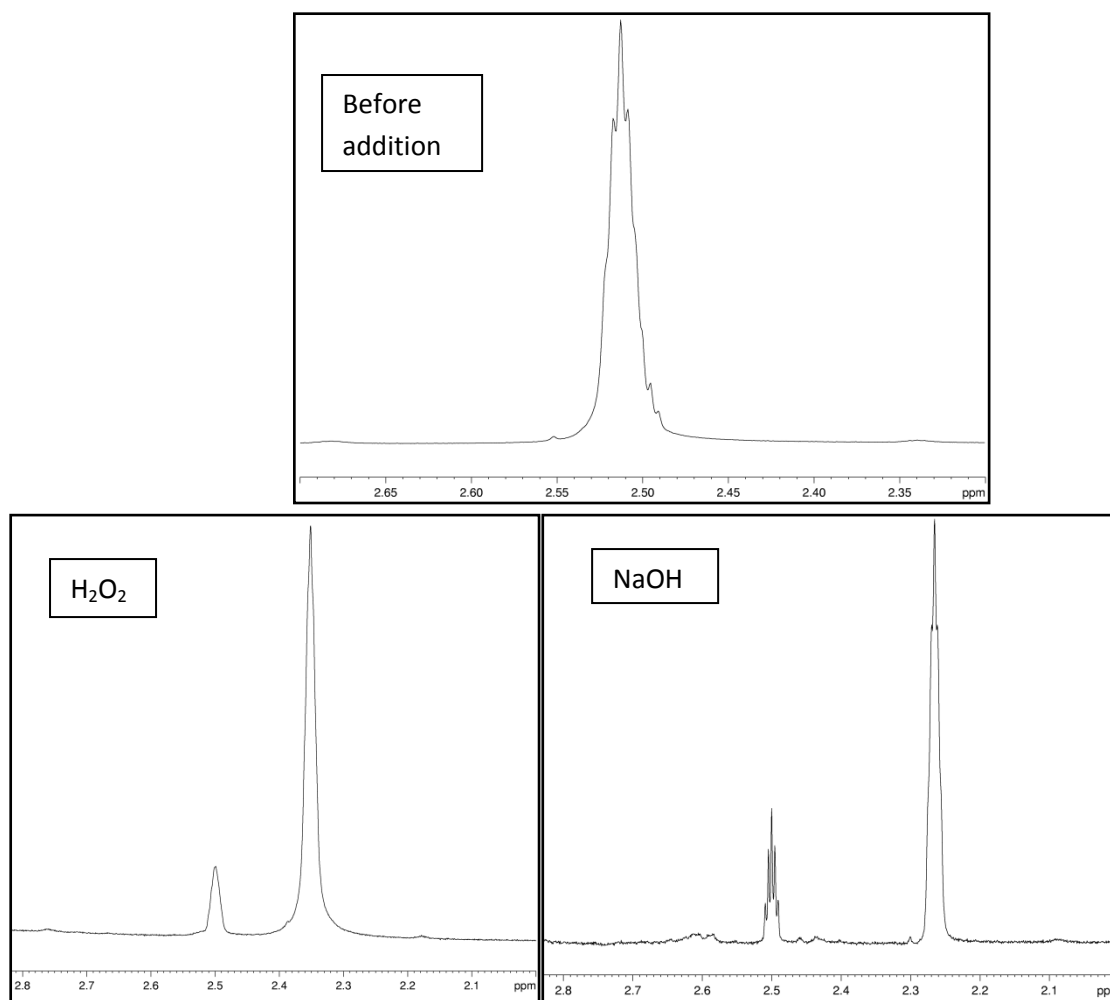 Before
addition
2.65 2.60 2.55 2.50 2.45 2.40 2.35 ppm
H₂O₂
NaOH
2.8 2.7 2.6 2.5 2.4 2.3 2.2 2.1 ppm
2.8 2.7 2.6 2.5 2.4 2.3 2.2 2.1 pp